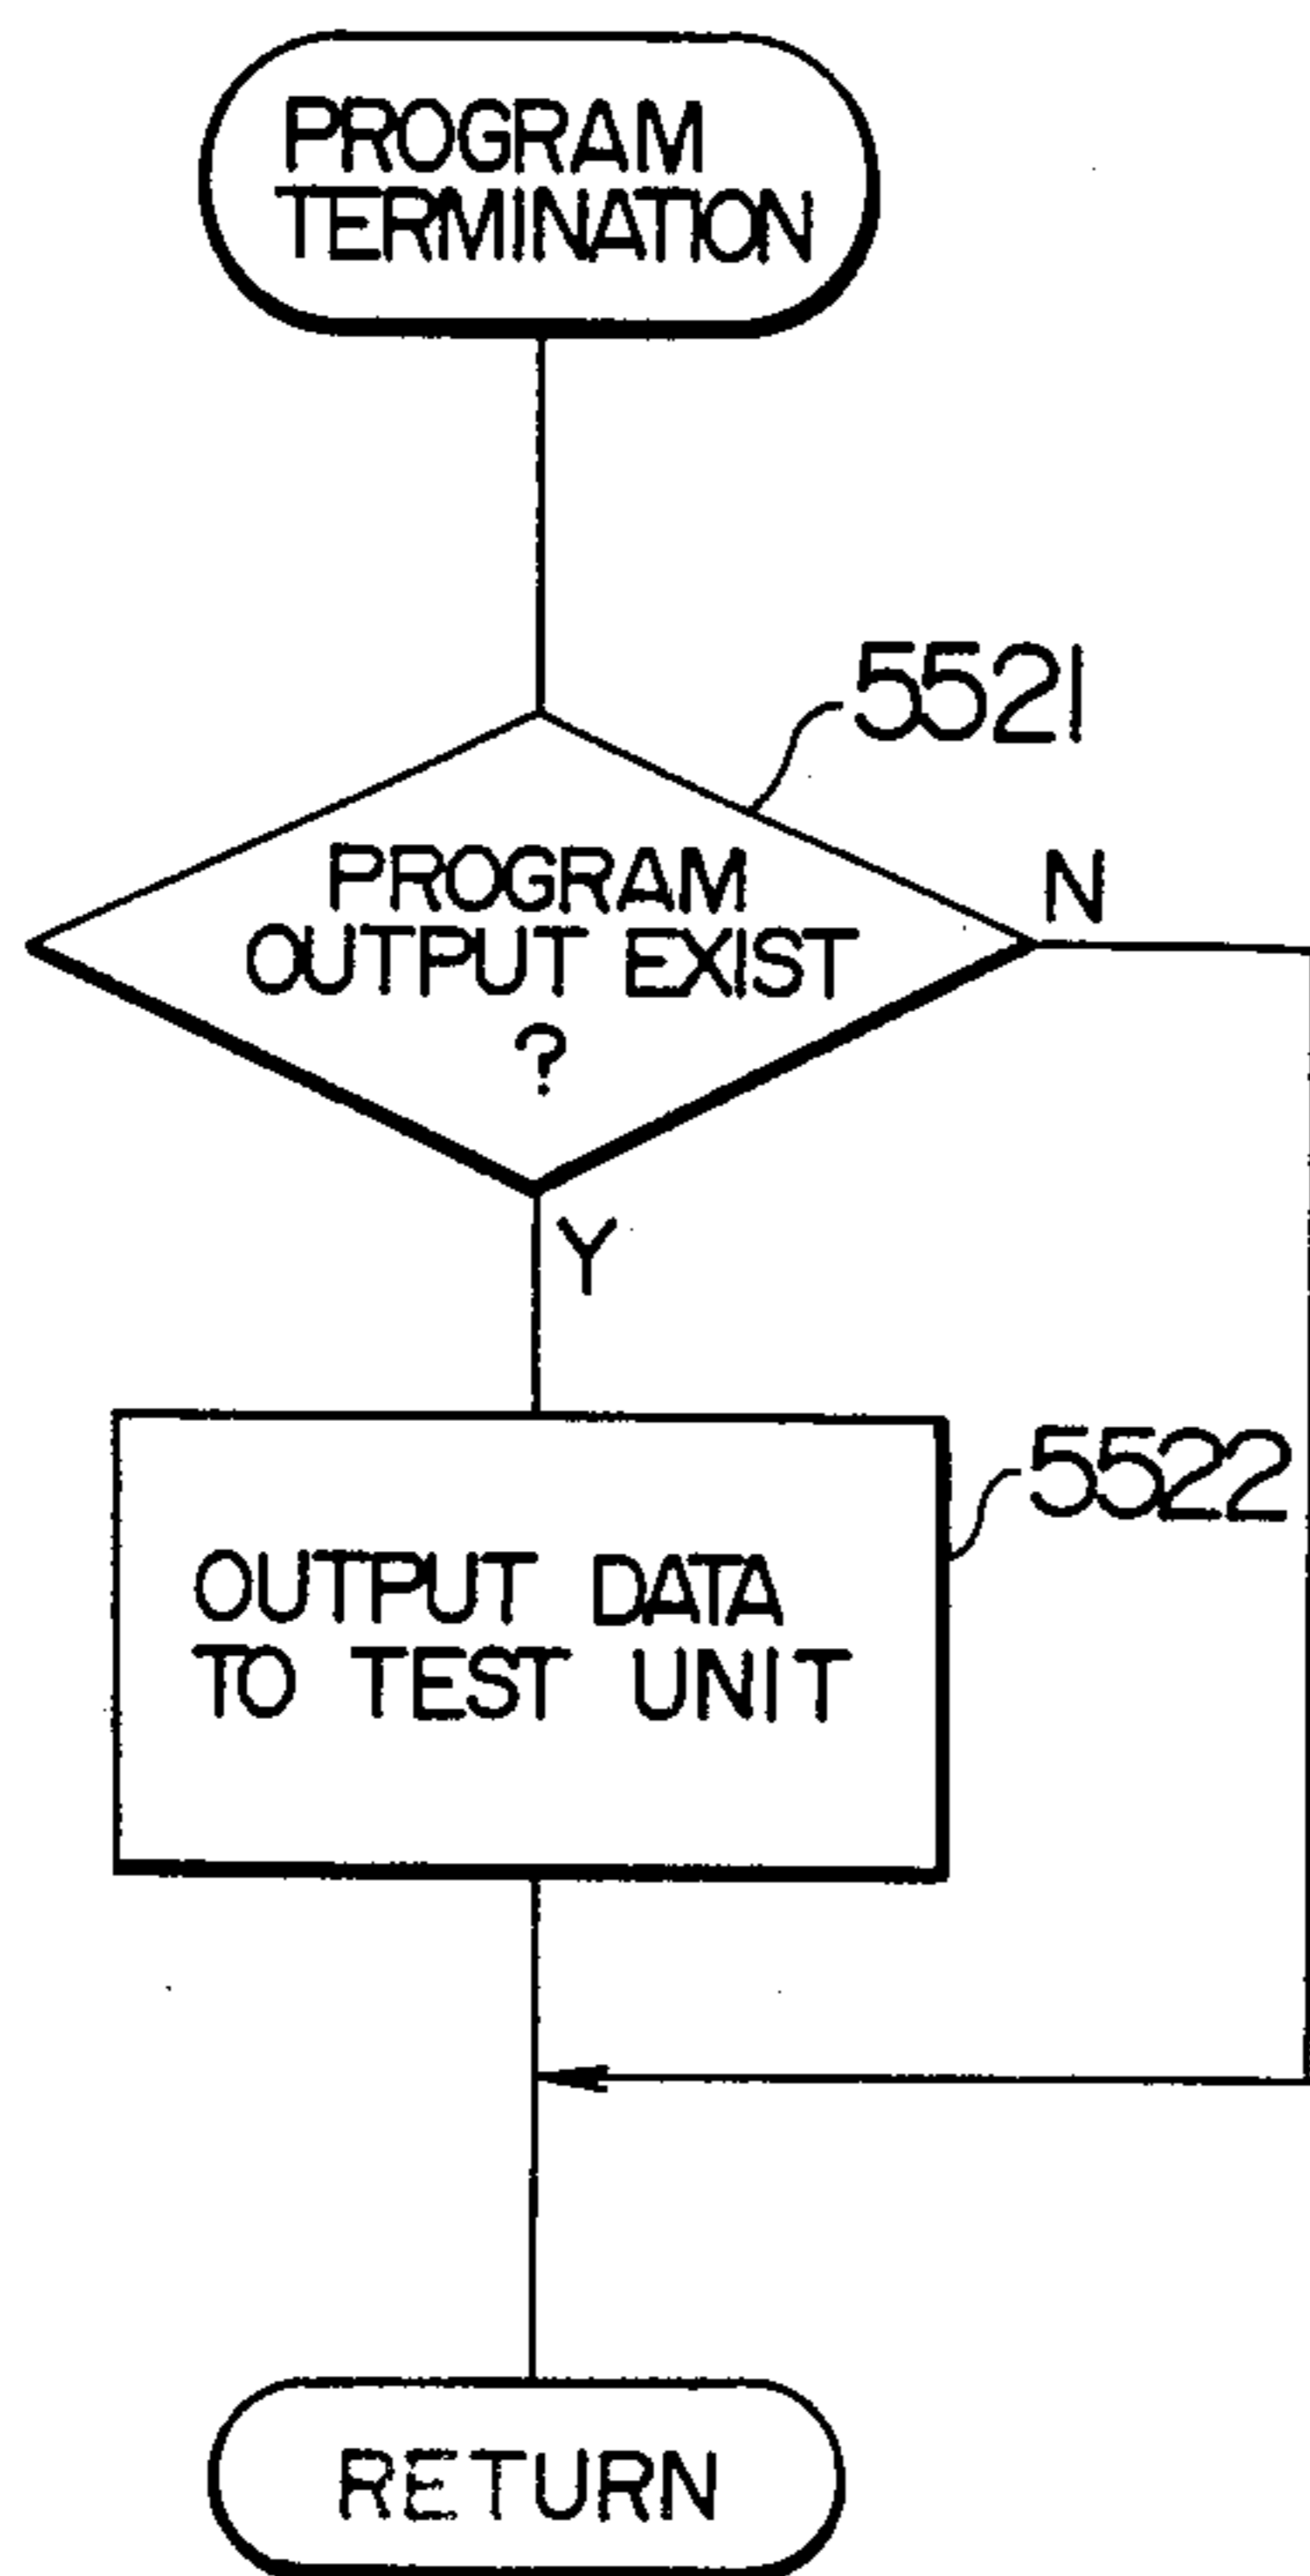 PROGRAM
TERMINATION
5521
PROGRAM
OUTPUT EXIST
?
N
Y
5522
OUTPUT DATA
TO TEST UNIT
RETURN